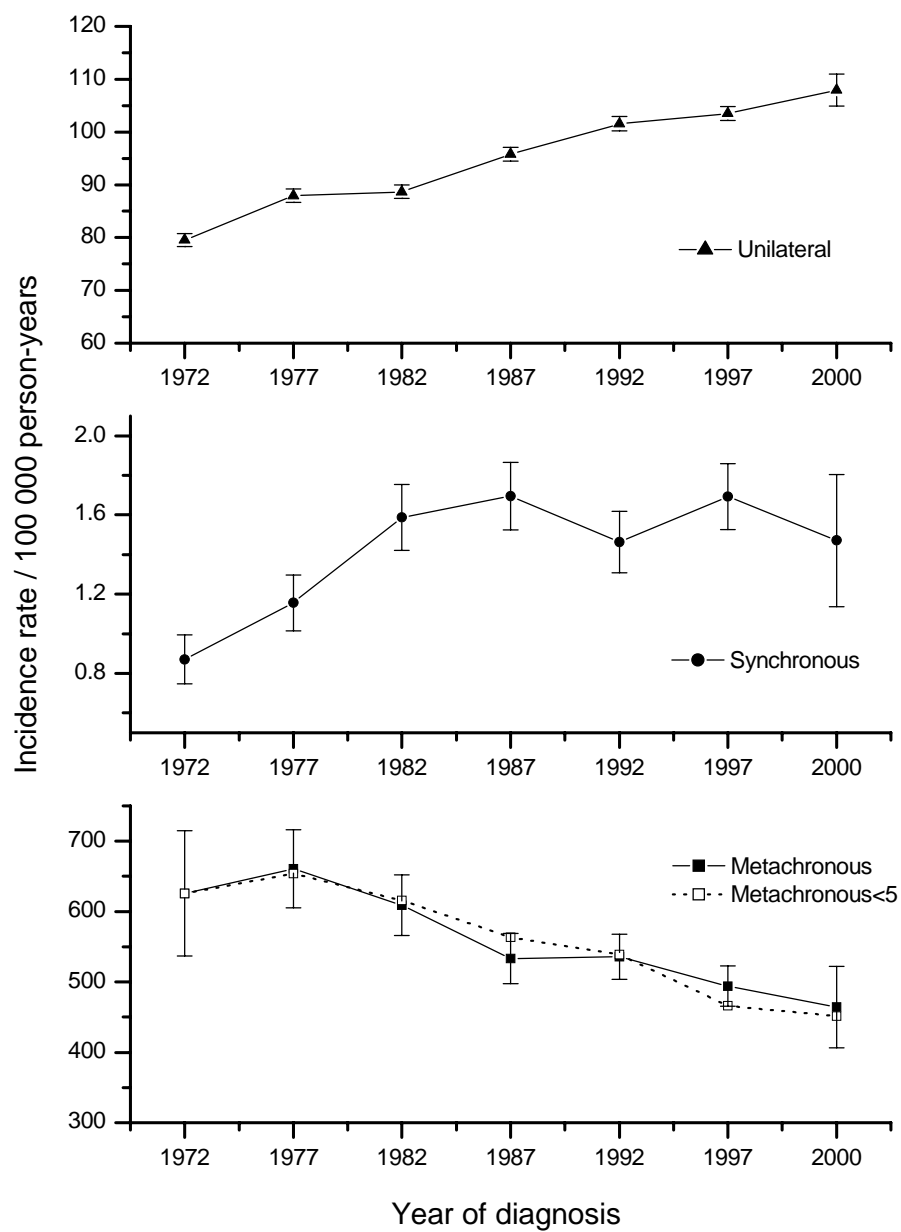 Incidence rate / 100 000 person-years
120
110
100
90
80
70
60
Unilateral
1972 1977 1982 1987 1992 1997 2000
2.0
1.6
1.2
0.8
Synchronous
1972 1977 1982 1987 1992 1997 2000
700
600
500
400
300
Metachronous
Metachronous<5
1972 1977 1982 1987 1992 1997 2000
Year of diagnosis